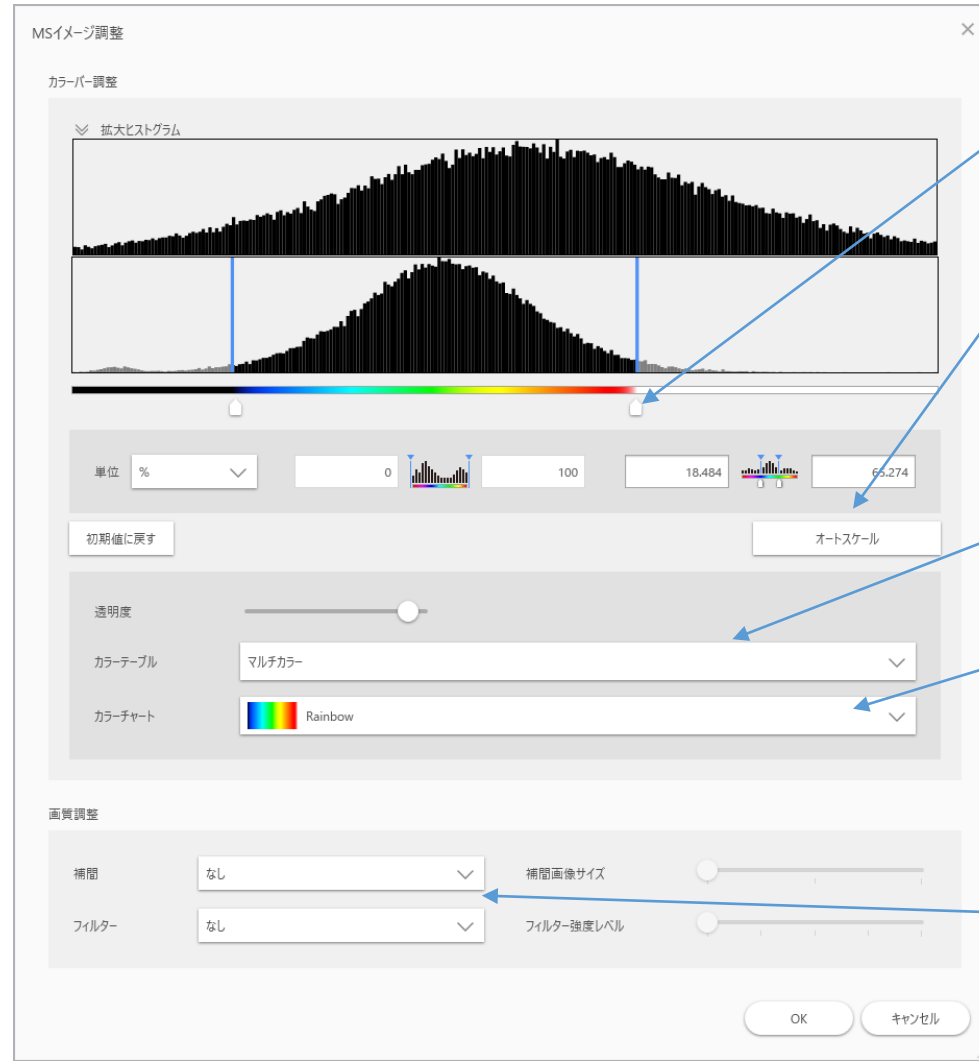 MSイメージ調整
カラーバー調整
拡大ヒストグラム
単位 % 0 100 18.484 65.274
初期値に戻す オートスケール
透明度
カラーテーブル マルチカラー
カラーチャート Rainbow
画質調整
補間 なし 補間画像サイズ
フィルター なし フィルター強度レベル
OK キャンセル